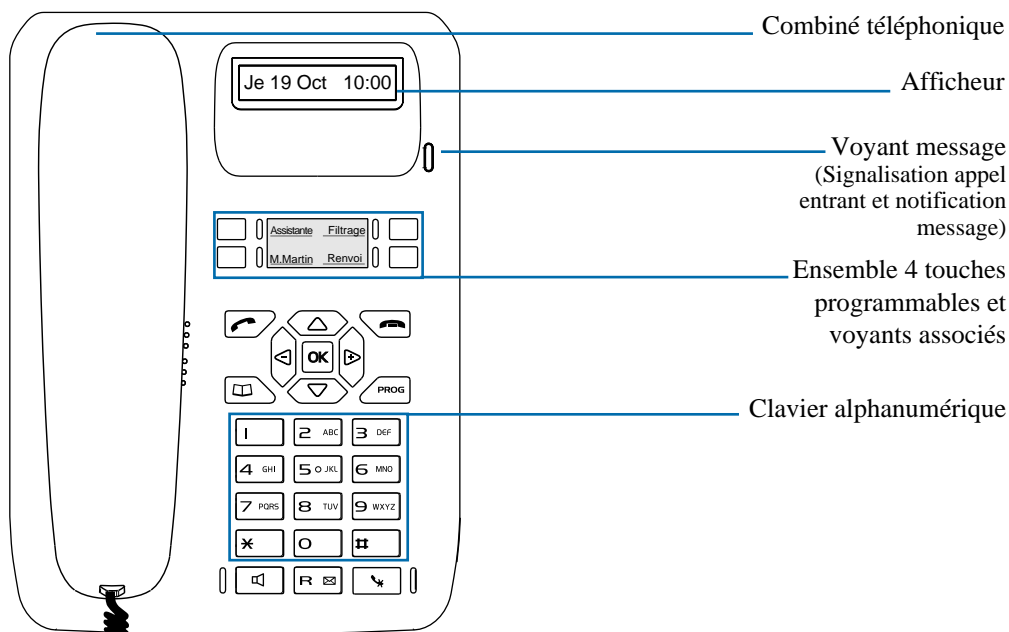 Combiné téléphonique
Je 19 Oct 10:00
Afficheur
Voyant message
(Signalisation appel
entrant et notification
message)
Assistante Filtrage
M.Martin Renvoi
Ensemble 4 touches
programmables et
voyants associés
OK
PROG
Clavier alphanumérique
1 2 ABC 3 DEF
4 GHI 5 JKL 6 MNO
7 PQRS 8 TUV 9 WXYZ
* 0 #
R